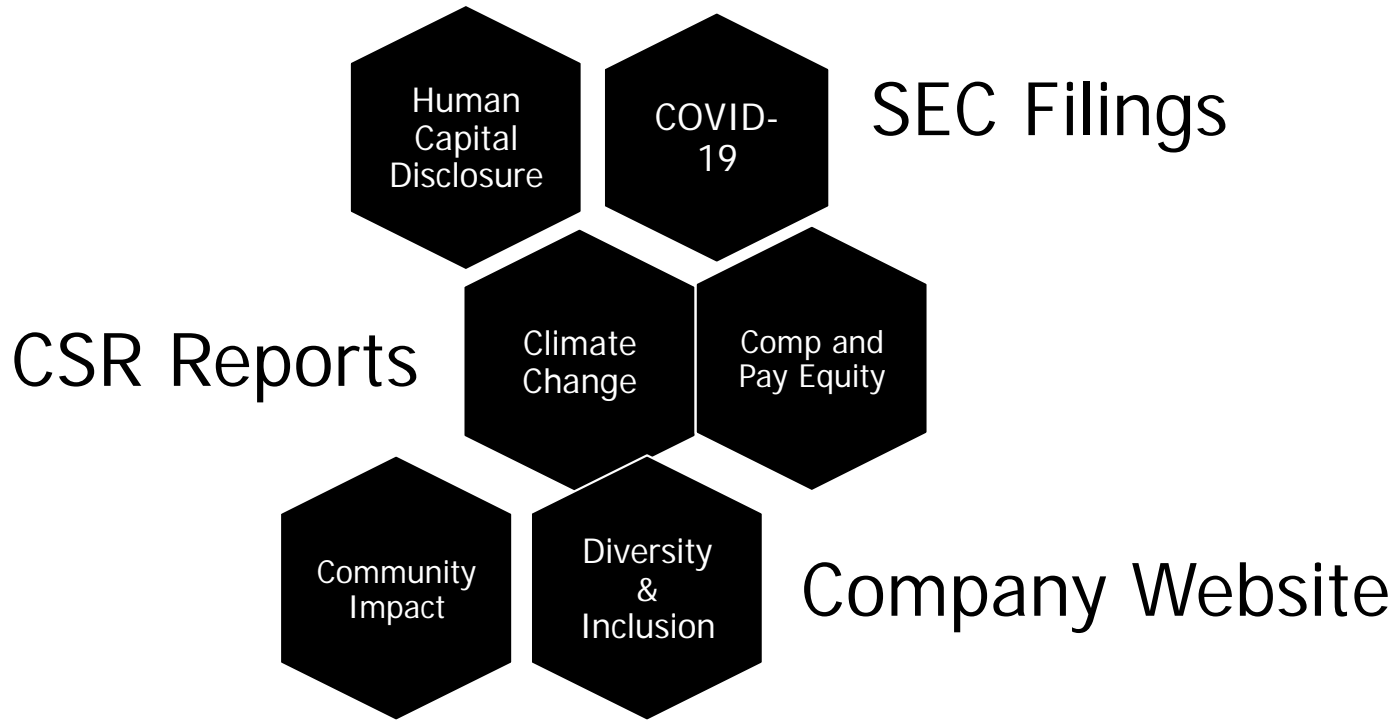 Human
Capital
Disclosure
COVID-
19
SEC Filings
CSR Reports
Climate
Change
Comp and
Pay Equity
Community
Impact
Diversity
&
Inclusion
Company Website